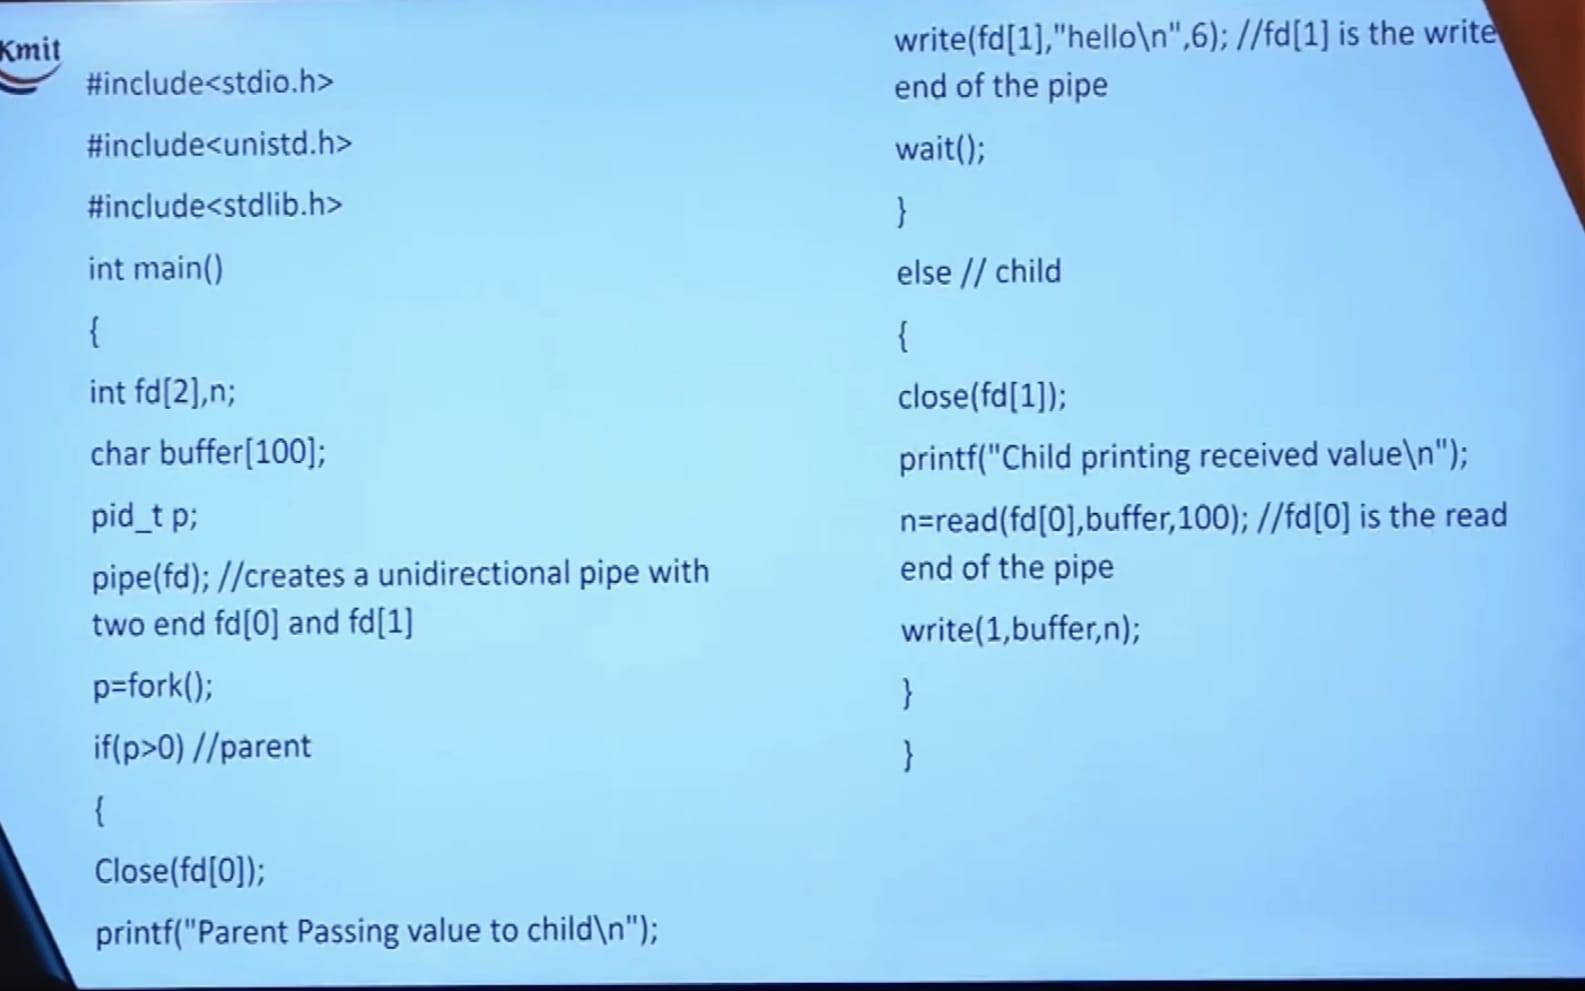 Kmit
#include<stdio.h>
#include<unistd.h>
#include<stdlib.h>
int main()
{
int fd[2],n;
char buffer[100];
pid_t p;
pipe(fd); //creates a unidirectional pipe with
two end fd[0] and fd[1]
p=fork();
if(p>0) //parent
{
Close(fd[0]);
printf("Parent Passing value to child\n");
write(fd[1],"hello\n",6); //fd[1] is the write
end of the pipe
wait();
}
else // child
{
close(fd[1]);
printf("Child printing received value\n");
n=read(fd[0],buffer,100); //fd[0] is the read
end of the pipe
write(1,buffer,n);
}
}